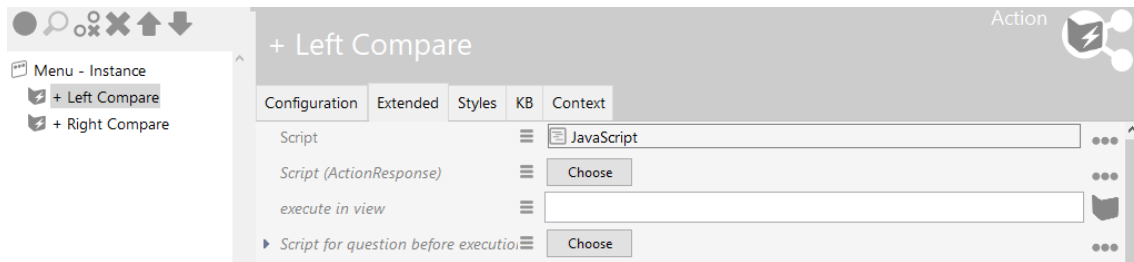 Action
+ Left Compare
Menu - Instance
+ Left Compare
+ Right Compare
Configuration Extended Styles KB Context
Script JavaScript
Script (ActionResponse) Choose
execute in view
Script for question before executio Choose